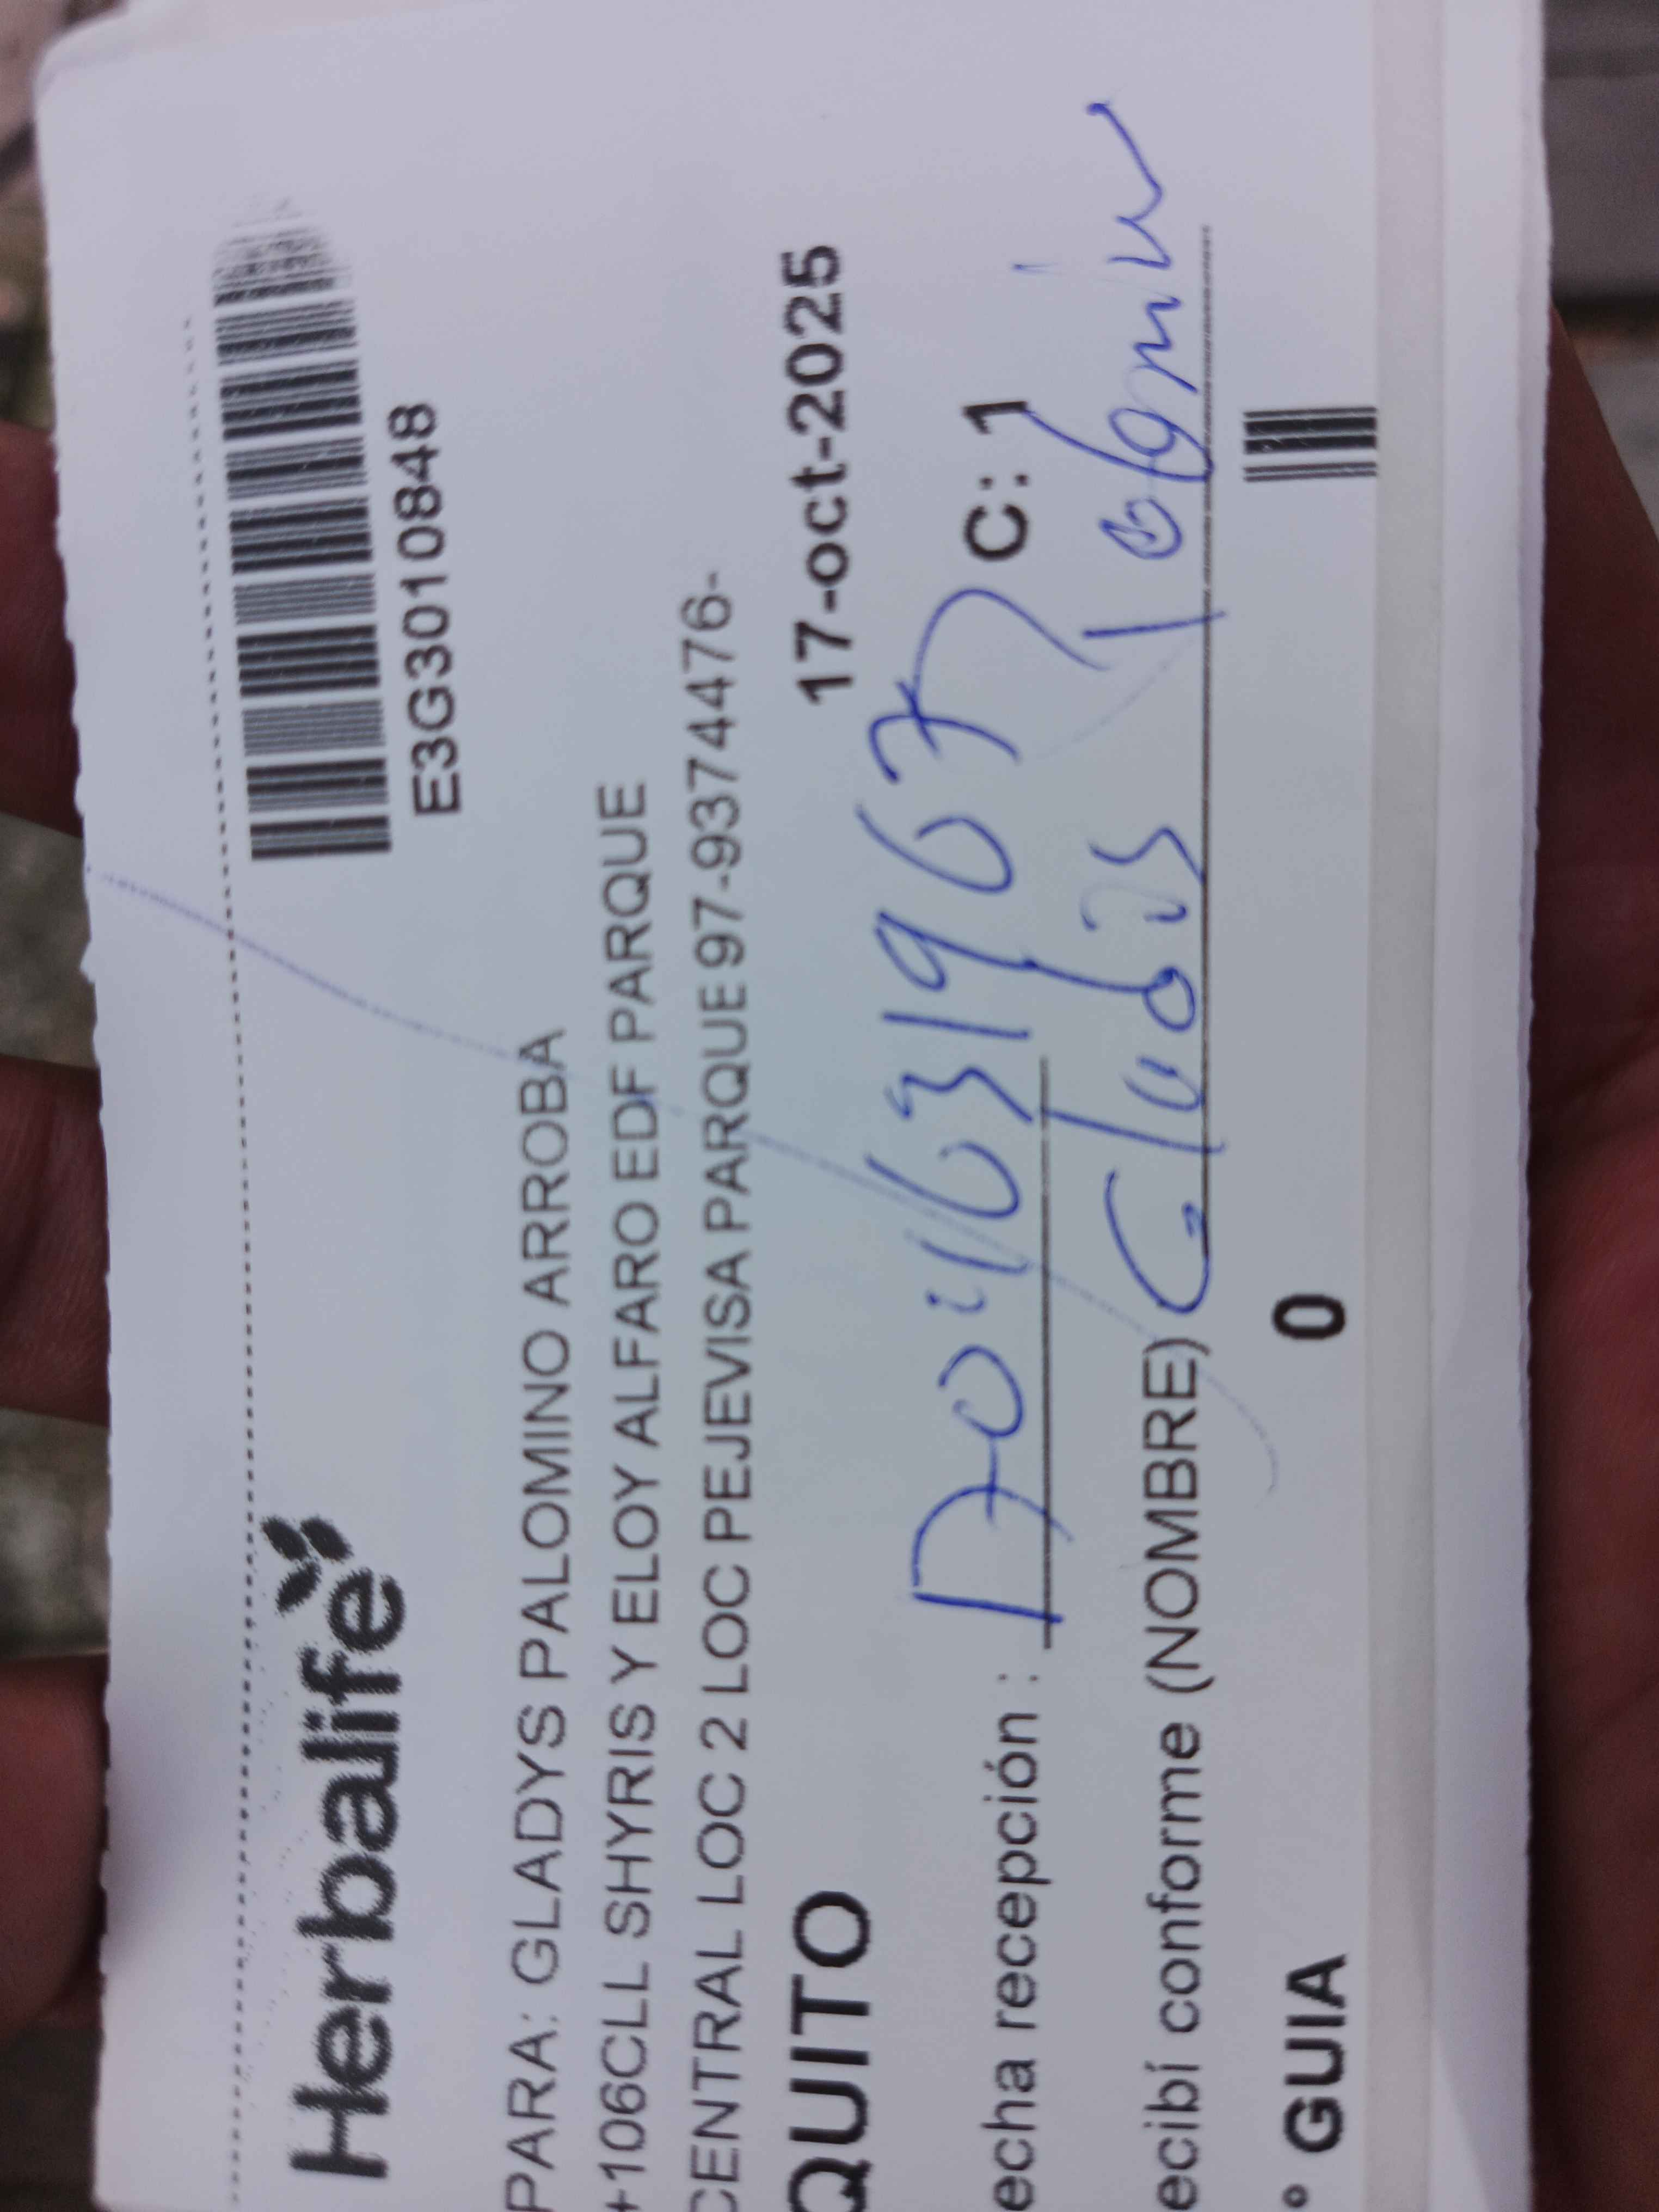 Herbalife
E3G3010848
PARA: GLADYS PALOMINO ARROBA
+106CLL SHYRIS Y ELOY ALFARO EDF PARQUE
CENTRAL LOC 2 LOC PEJEVISA PARQUE 97-9374476-
QUITO 17-oct-2025
echa recepción : C: 1
ecibí conforme (NOMBRE)
° GUIA 0